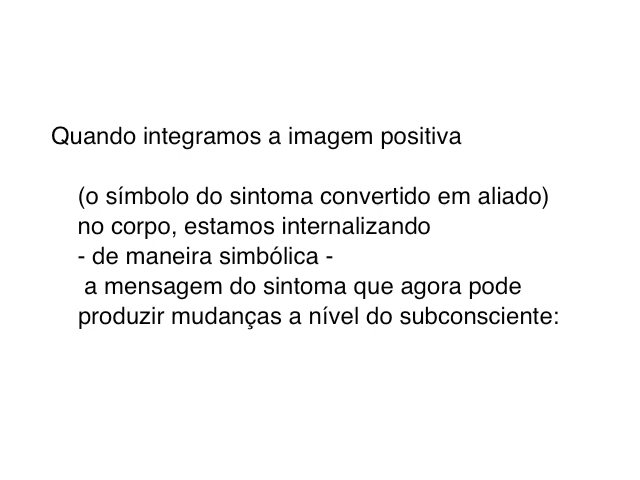 Quando integramos a imagem positiva
(o símbolo do sintoma convertido em aliado)
no corpo, estamos internalizando
- de maneira simbólica -
a mensagem do sintoma que agora pode
produzir mudanças a nível do subconsciente: